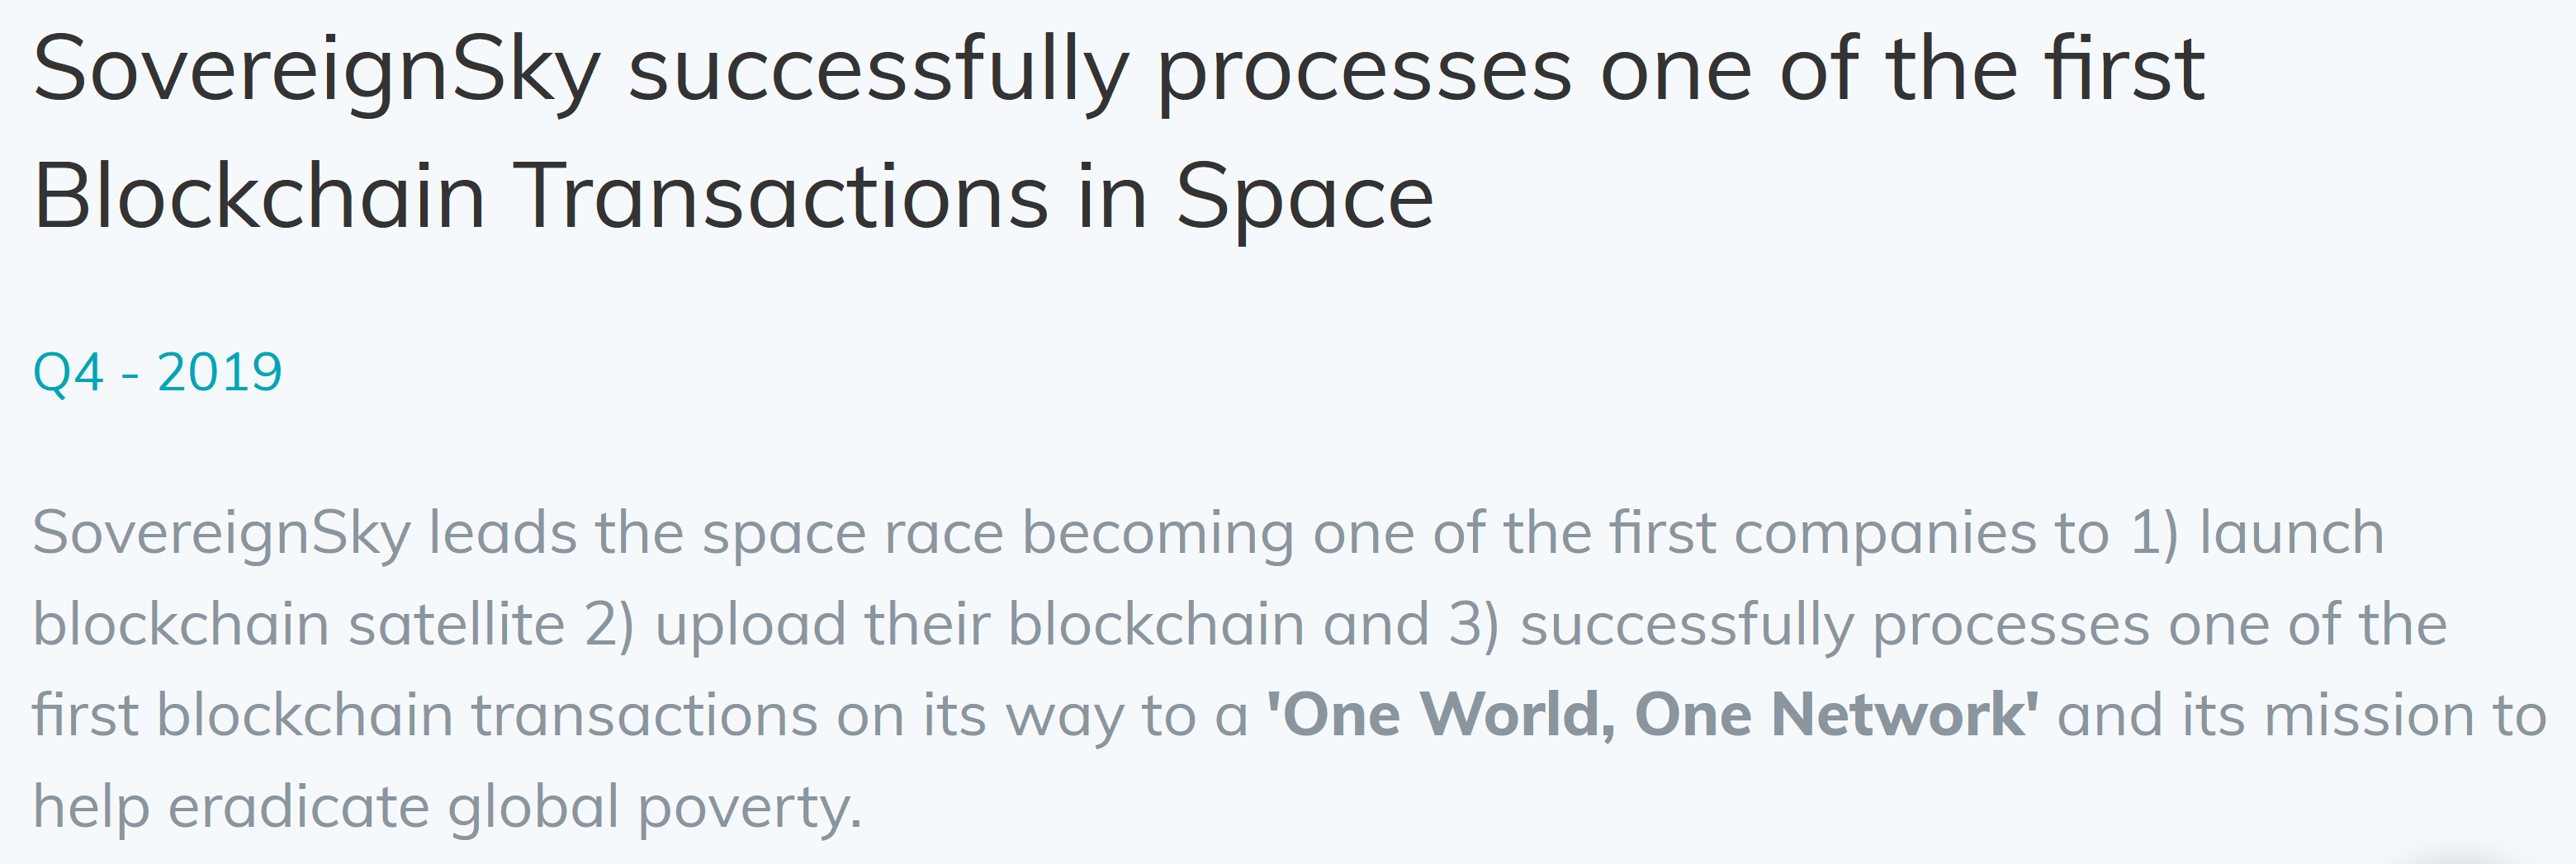 SovereignSky successfully processes one of the first
Blockchain Transactions in Space
Q4 - 2019
SovereignSky leads the space race becoming one of the first companies to 1) launch
blockchain satellite 2) upload their blockchain and 3) successfully processes one of the
first blockchain transactions on its way to a 'One World, One Network' and its mission to
help eradicate global poverty.